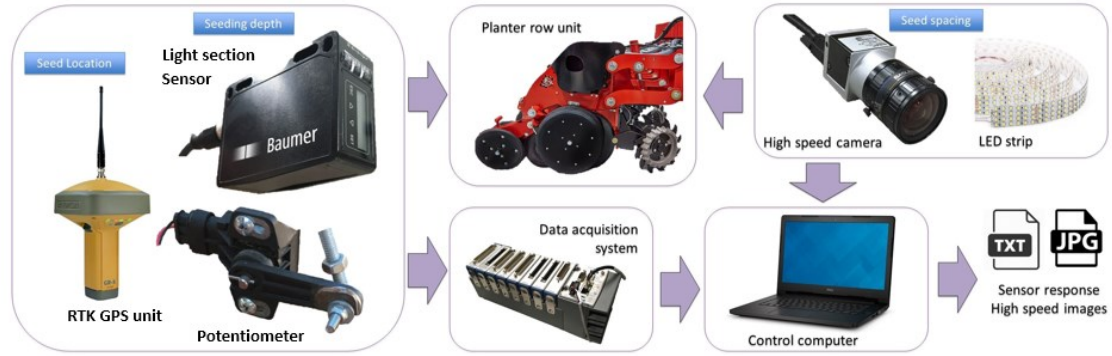 Seeding depth
Light section
Sensor
Seed Location
Baumer
RTK GPS unit
Potentiometer
Planter row unit
Seed spacing
High speed camera
LED strip
Data acquisition
system
Control computer
TXT
JPG
Sensor response
High speed images